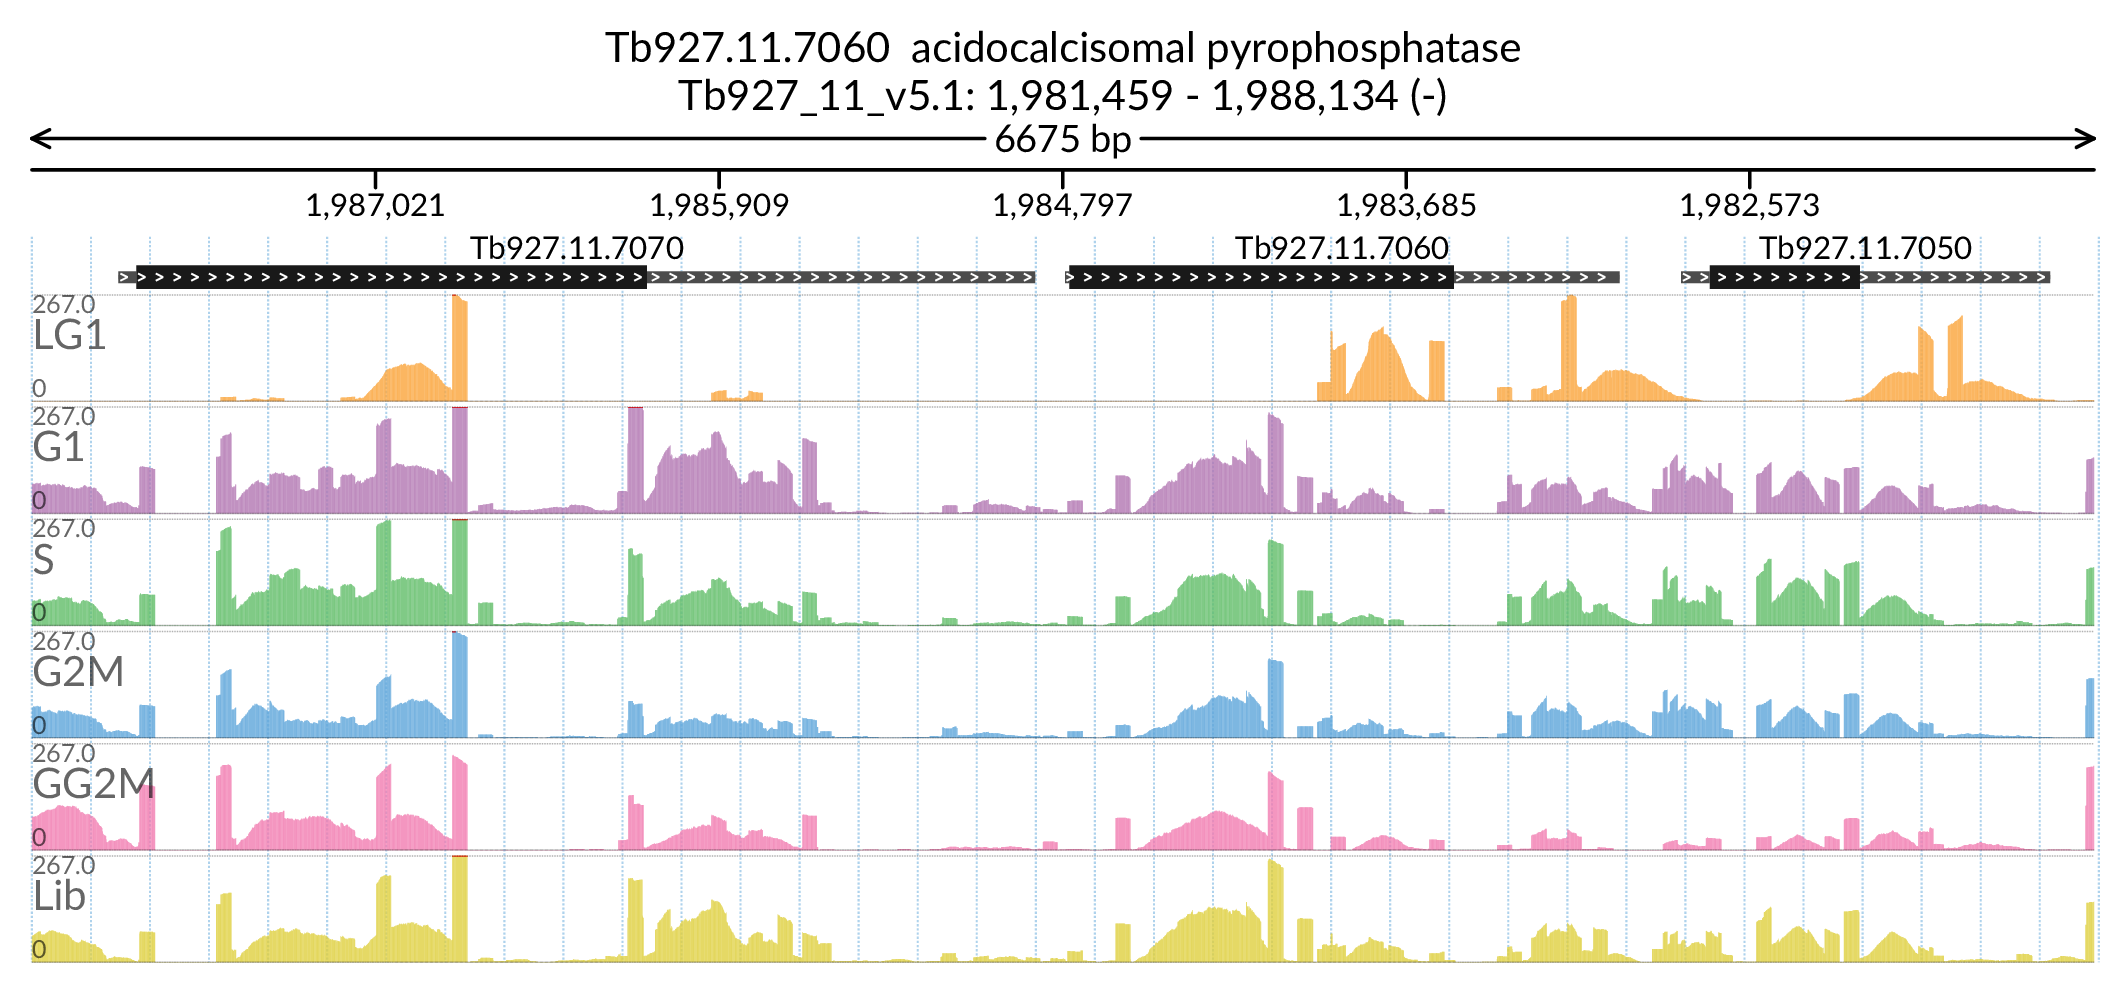 Tb927.11.7060 acidocalcisomal pyrophosphatase
Tb927_11_v5.1: 1,981,459 - 1,988,134 (-)
6675 bp
1,987,021 1,985,909 1,984,797 1,983,685 1,982,573
Tb927.11.7070 Tb927.11.7060 Tb927.11.7050
267.0
LG1
0
267.0
G1
0
267.0
S
0
267.0
G2M
0
267.0
GG2M
0
267.0
Lib
0